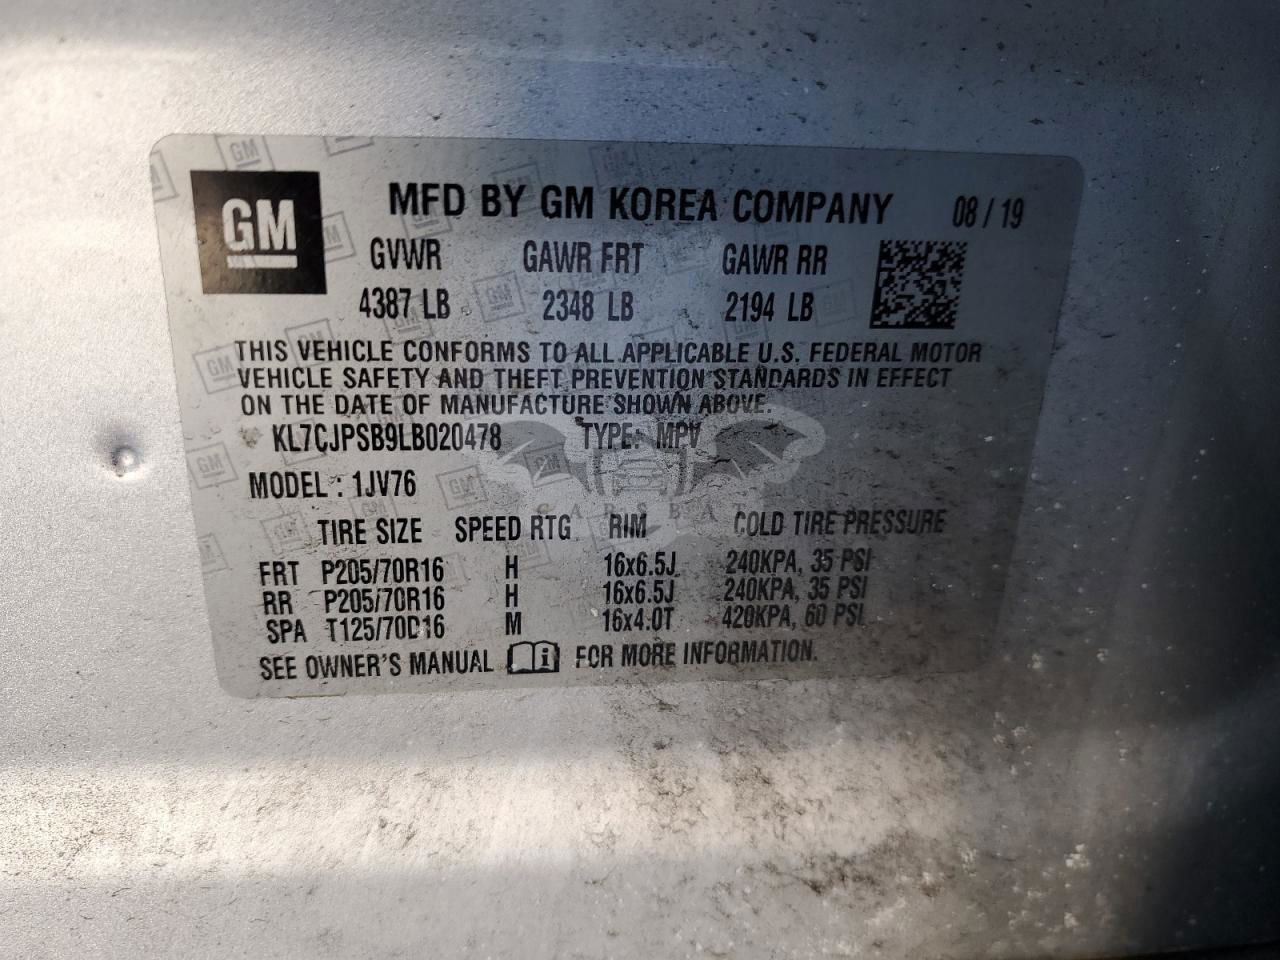 GM
MFD BY GM KOREA COMPANY 08 / 19
GVWR GAWR FRT GAWR RR
4387 LB 2348 LB 2194 LB
THIS VEHICLE CONFORMS TO ALL APPLICABLE U.S. FEDERAL MOTOR
VEHICLE SAFETY AND THEFT PREVENTION STANDARDS IN EFFECT
ON THE DATE OF MANUFACTURE SHOWN ABOVE.
KL7CJPSB9LB020478 TYPE: MPV
MODEL : 1JV76
TIRE SIZE SPEED RTG RIM COLD TIRE PRESSURE
FRT P205/70R16 H 16x6.5J 240KPA, 35 PSI
RR P205/70R16 H 16x6.5J 240KPA, 35 PSI
SPA T125/70D16 M 16x4.0T 420KPA, 60 PSI
SEE OWNER'S MANUAL FOR MORE INFORMATION.